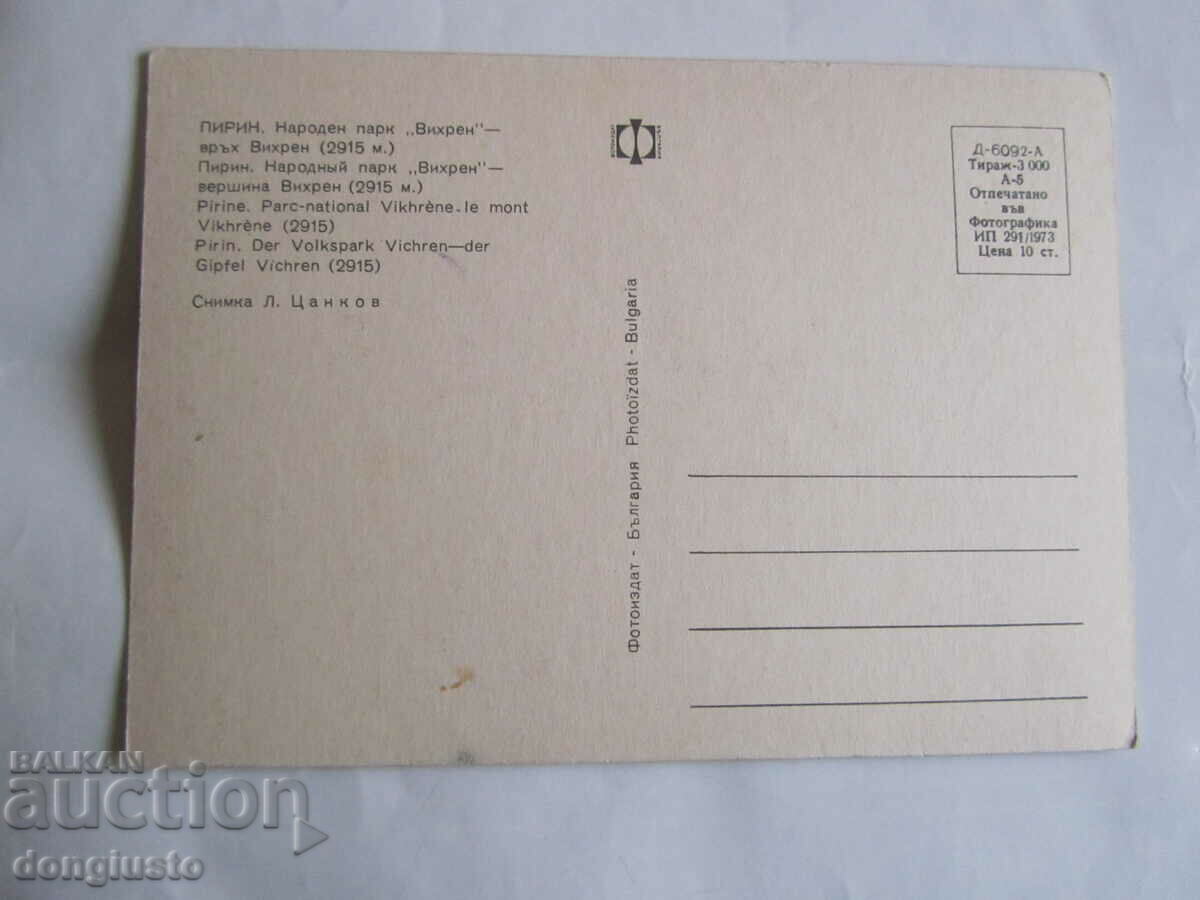 ПИРИН. Народен парк „Вихрен"—
връх Вихрен (2915 м.)
Пирин. Народный парк „Вихрен"—
вершина Вихрен (2915 м.)
Pirine. Parc-national Vikhrène. le mont
Vikhrène (2915)
Pirin. Der Volkspark Vichren—der
Gipfel Vichren (2915)
Снимка Л. Цанков
Фотоиздат - България Photoïzdat - Bulgaria
Д-6092-А
Тираж-3 000
А-5
Отпечатано
във
Фотографика
ИП 291/1973
Цена 10 ст.
BALKAN
auction
dongiusto